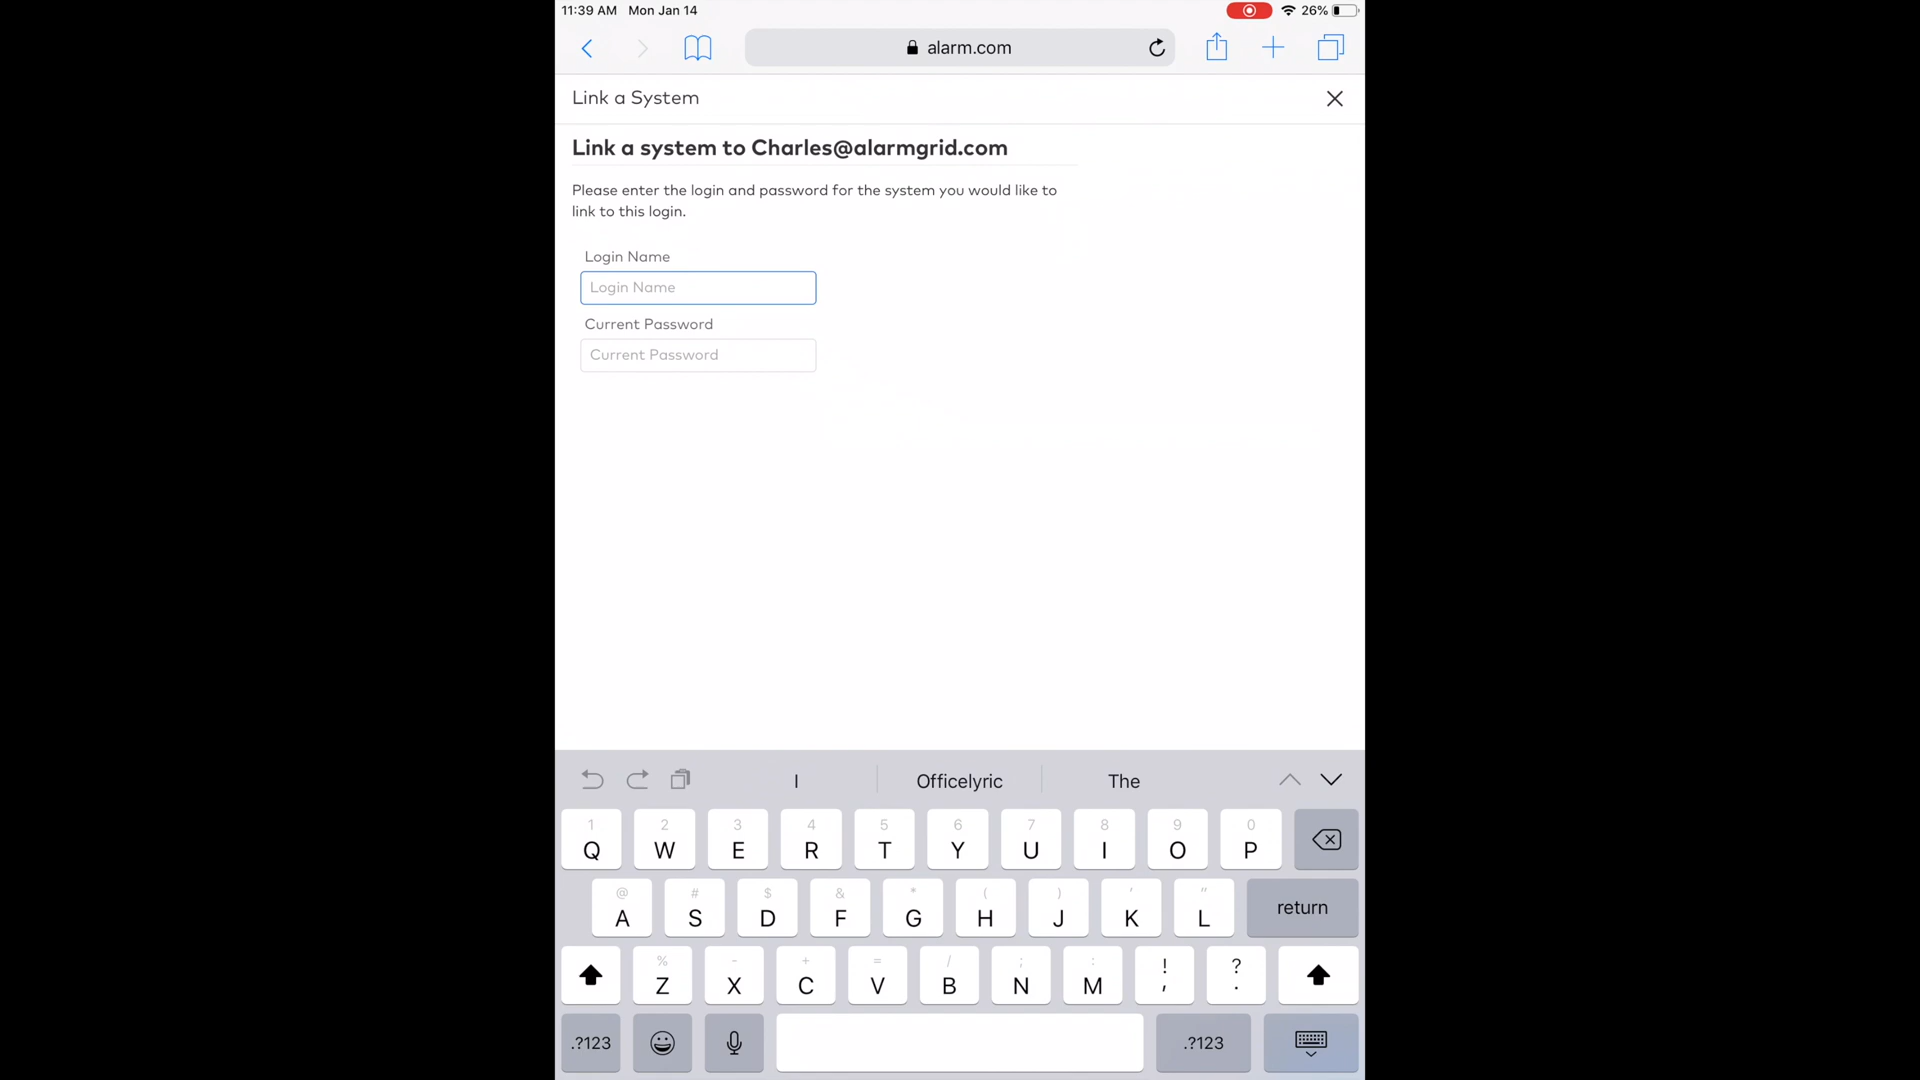 11:39 AM Mon Jan 14
26%
alarm.com
Link a System
Link a system to Charles@alarmgrid.com
Please enter the login and password for the system you would like to
link to this login.
Login Name
Login Name
Current Password
Current Password
I Officelyric The
1 2 3 4 5 6 7 8 9 0
Q W E R T Y U I O P
@ # $ & * ( ) ' "
A S D F G H J K L return
% - + = / ; : ! ?
Z X C V B N M , .
.?123 .?123